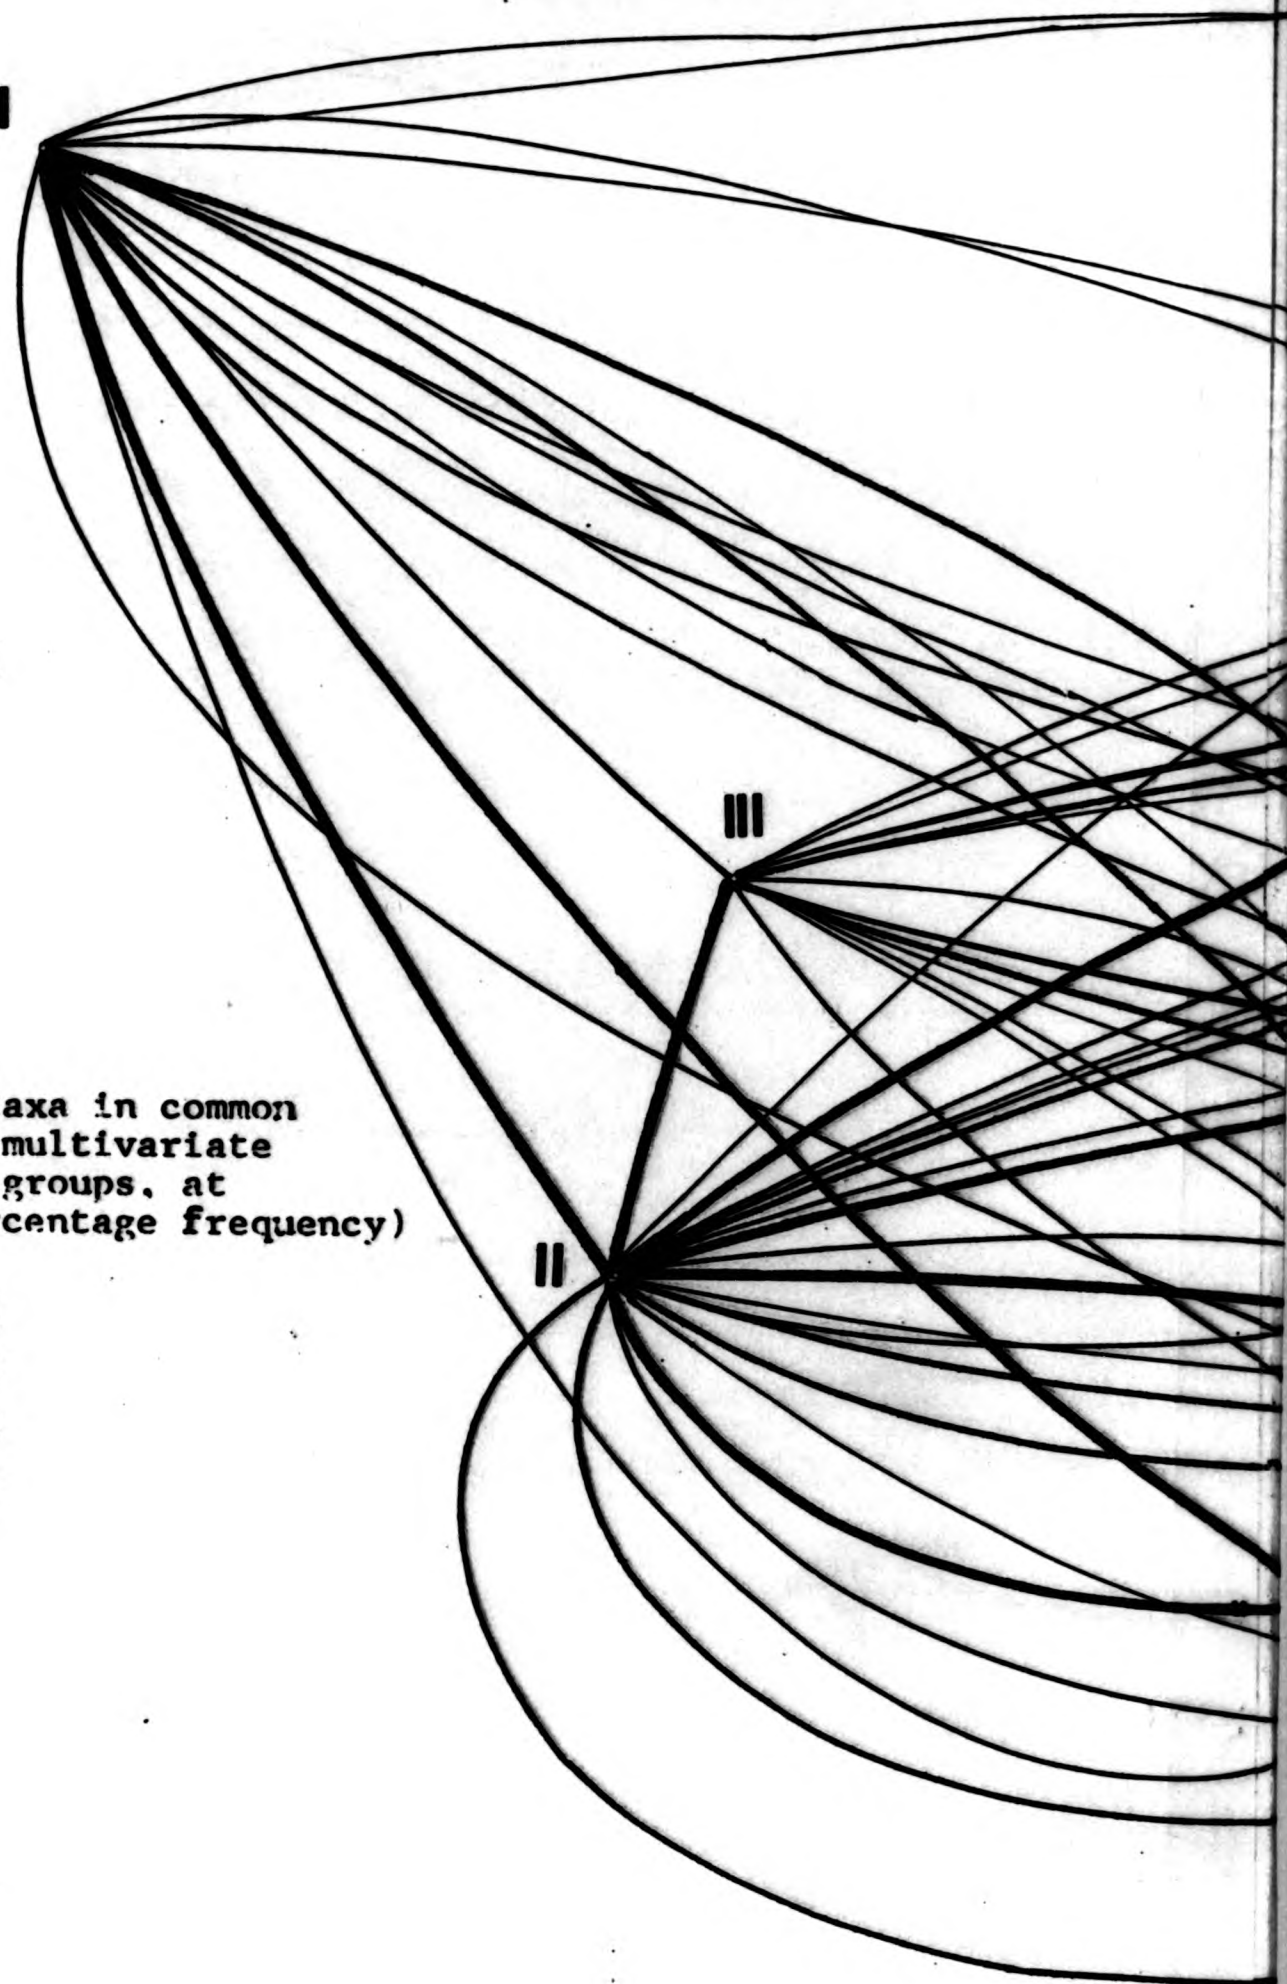 I
III
axa in common
multivariate
groups. at
centage frequency)
II